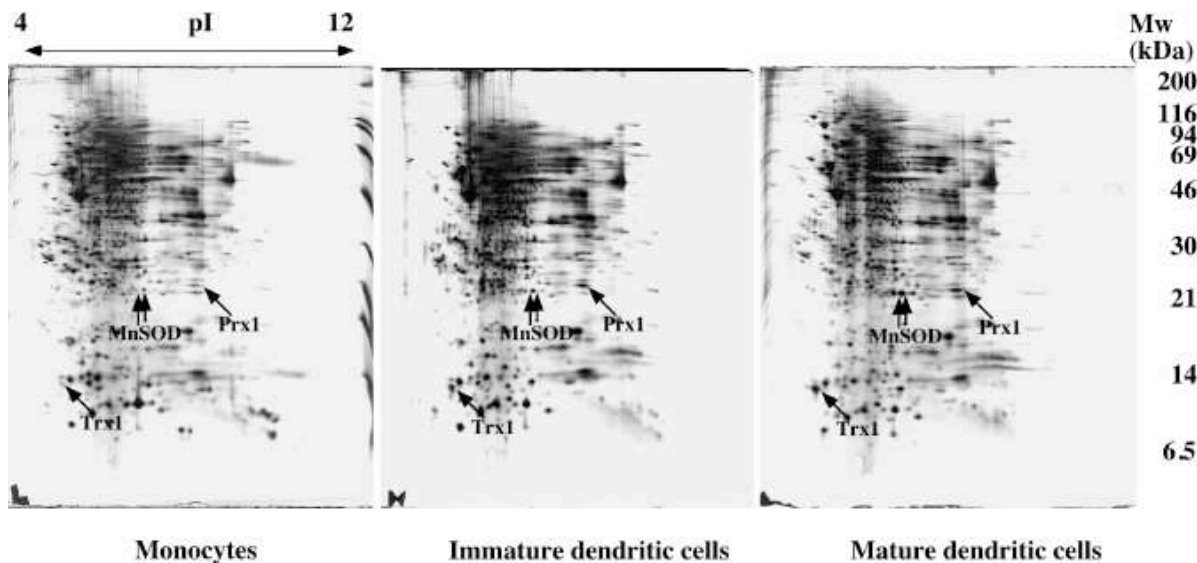 4 pI 12
Mw
(kDa)
200
116
94
69
46
30
21
14
6.5
MnSOD
Prx1
Trx1
MnSOD
Prx1
Trx1
MnSOD
Prx1
Trx1
Monocytes
Immature dendritic cells
Mature dendritic cells